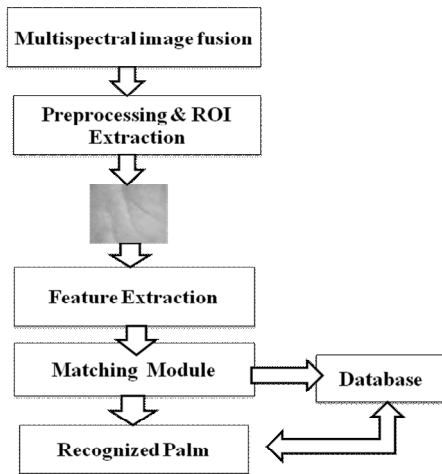 Multispectral image fusion
Preprocessing & ROI
Extraction
Feature Extraction
Matching Module
Database
Recognized Palm